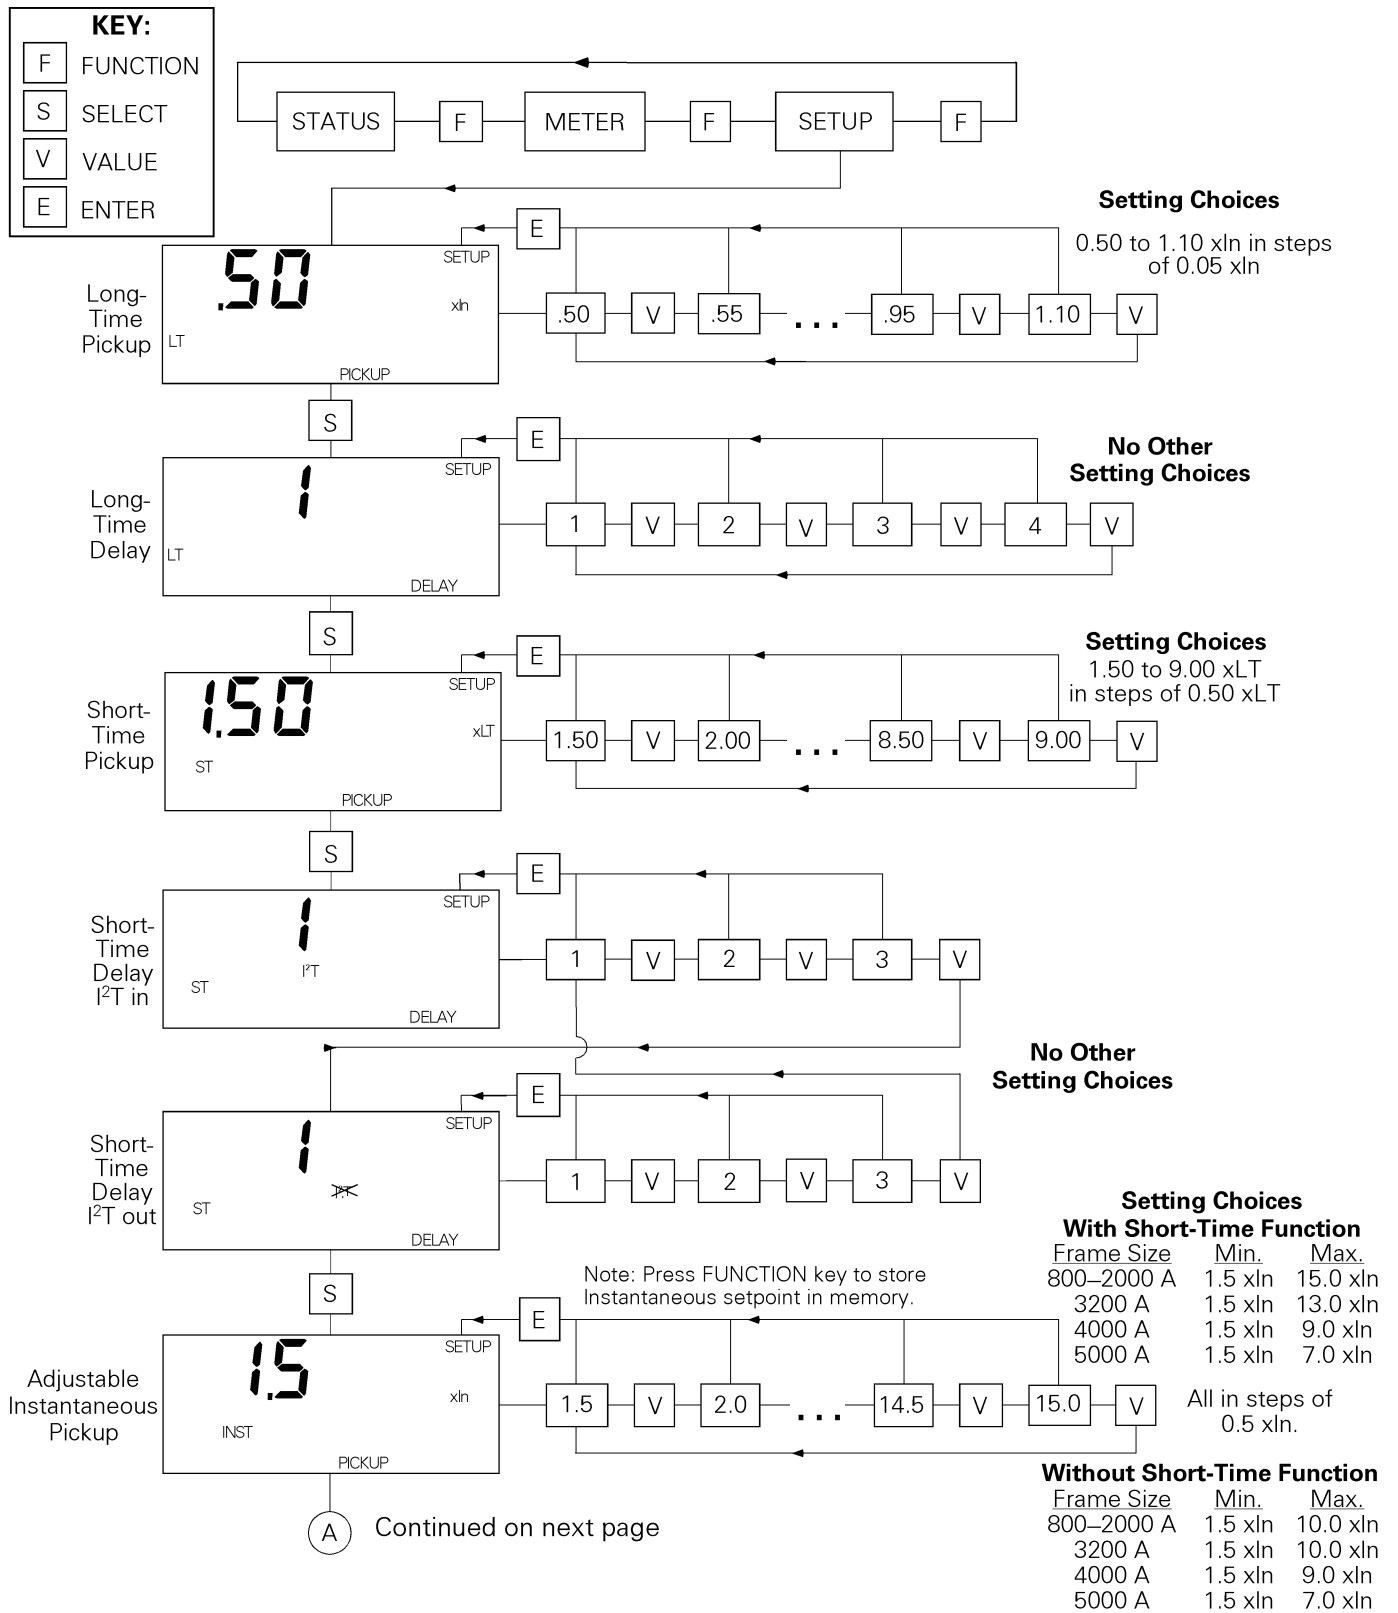 KEY:
F FUNCTION
S SELECT
V VALUE
E ENTER
STATUS F METER F SETUP F
Setting Choices
0.50 to 1.10 xIn in steps
of 0.05 xIn
Long-
Time
Pickup
.50
SETUP
xIn
LT
PICKUP
E
.50 V .55 ... .95 V 1.10 V
S
No Other
Setting Choices
Long-
Time
Delay
1
SETUP
LT
DELAY
E
1 V 2 V 3 V 4 V
S
Setting Choices
1.50 to 9.00 xLT
in steps of 0.50 xLT
Short-
Time
Pickup
1.50
SETUP
xLT
ST
PICKUP
E
1.50 V 2.00 ... 8.50 V 9.00 V
S
Short-
Time
Delay
I²T in
1
SETUP
I²T
ST
DELAY
E
1 V 2 V 3 V
No Other
Setting Choices
Short-
Time
Delay
I²T out
1
SETUP
I²T
ST
DELAY
E
1 V 2 V 3 V
S
Setting Choices
With Short-Time Function
Frame Size Min. Max.
800–2000 A 1.5 xIn 15.0 xIn
3200 A 1.5 xIn 13.0 xIn
4000 A 1.5 xIn 9.0 xIn
5000 A 1.5 xIn 7.0 xIn
All in steps of
0.5 xIn.
Note: Press FUNCTION key to store
Instantaneous setpoint in memory.
Adjustable
Instantaneous
Pickup
1.5
SETUP
xIn
INST
PICKUP
E
1.5 V 2.0 ... 14.5 V 15.0 V
Without Short-Time Function
Frame Size Min. Max.
800–2000 A 1.5 xIn 10.0 xIn
3200 A 1.5 xIn 10.0 xIn
4000 A 1.5 xIn 9.0 xIn
5000 A 1.5 xIn 7.0 xIn
A Continued on next page